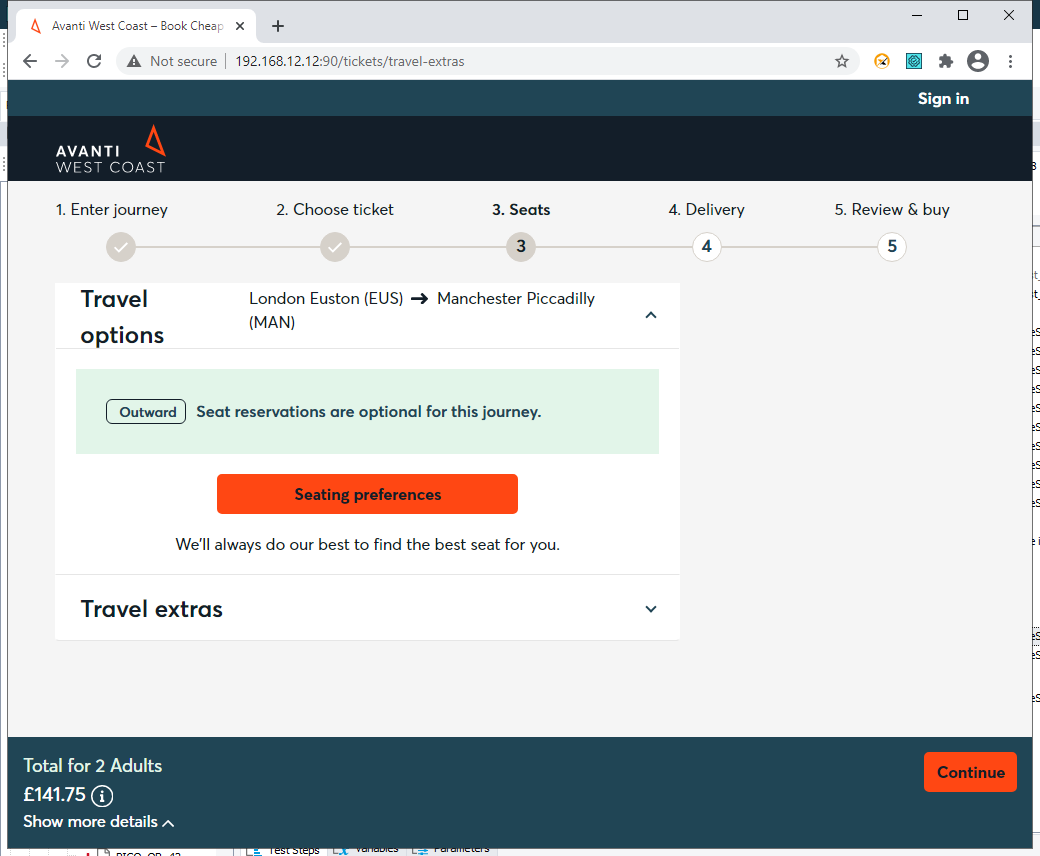 Avanti West Coast – Book Cheap
Not secure 192.168.12.12:90/tickets/travel-extras
Sign in
AVANTI
WEST COAST
1. Enter journey 2. Choose ticket 3. Seats 4. Delivery 5. Review & buy
3 4 5
Travel
options
London Euston (EUS) → Manchester Piccadilly
(MAN)
Outward Seat reservations are optional for this journey.
Seating preferences
We'll always do our best to find the best seat for you.
Travel extras
Total for 2 Adults
£141.75
Continue
Show more details
Test Steps Variables Parameters